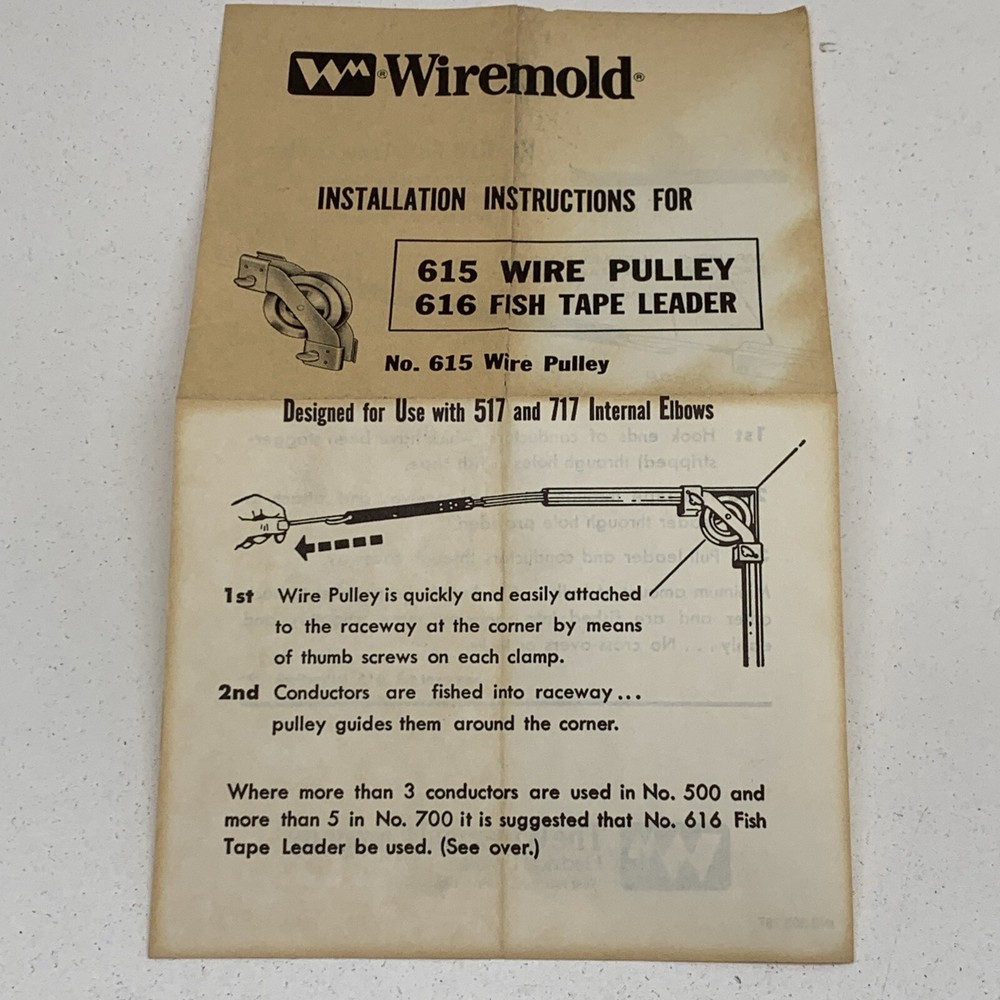 WM® Wiremold®
INSTALLATION INSTRUCTIONS FOR
615 WIRE PULLEY
616 FISH TAPE LEADER
No. 615 Wire Pulley
Designed for Use with 517 and 717 Internal Elbows
1st Wire Pulley is quickly and easily attached
to the raceway at the corner by means
of thumb screws on each clamp.
2nd Conductors are fished into raceway...
pulley guides them around the corner.
Where more than 3 conductors are used in No. 500 and
more than 5 in No. 700 it is suggested that No. 616 Fish
Tape Leader be used. (See over.)